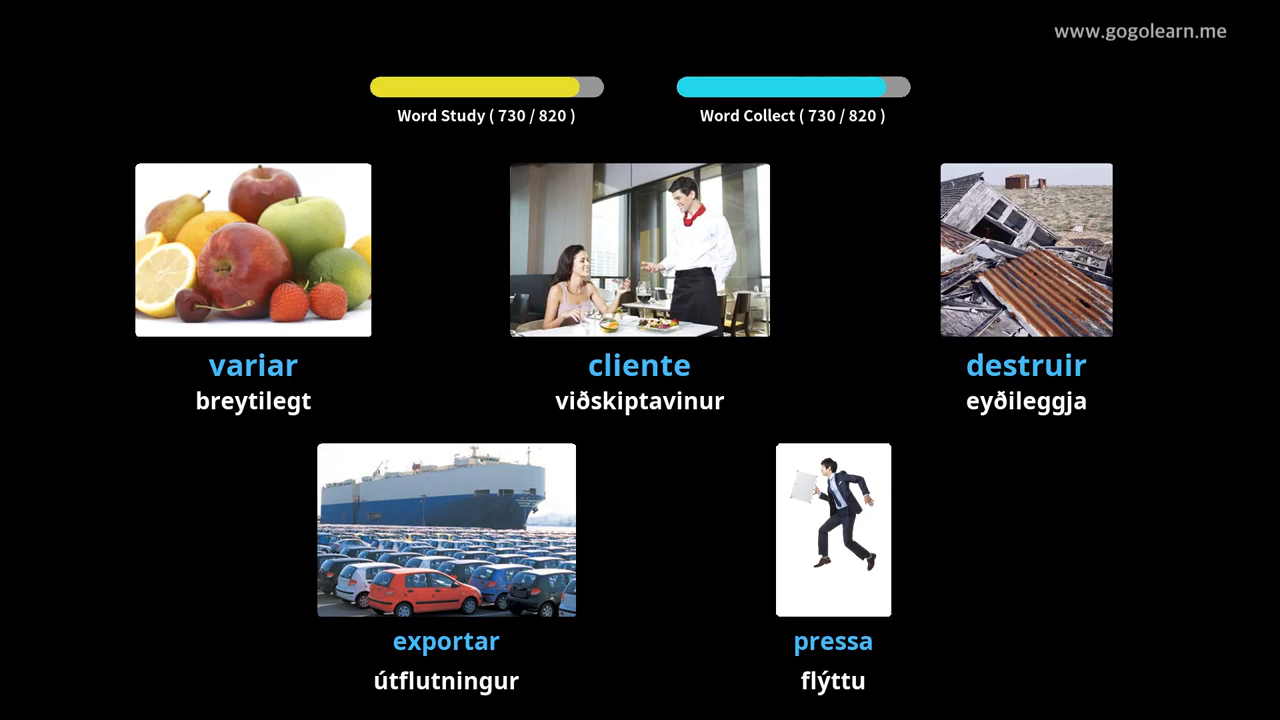 www.gogolearn.me
Word Study ( 730 / 820 )
Word Collect ( 730 / 820 )
variar
breytilegt
cliente
viðskiptavinur
destruir
eyðileggja
exportar
útflutningur
pressa
flýttu